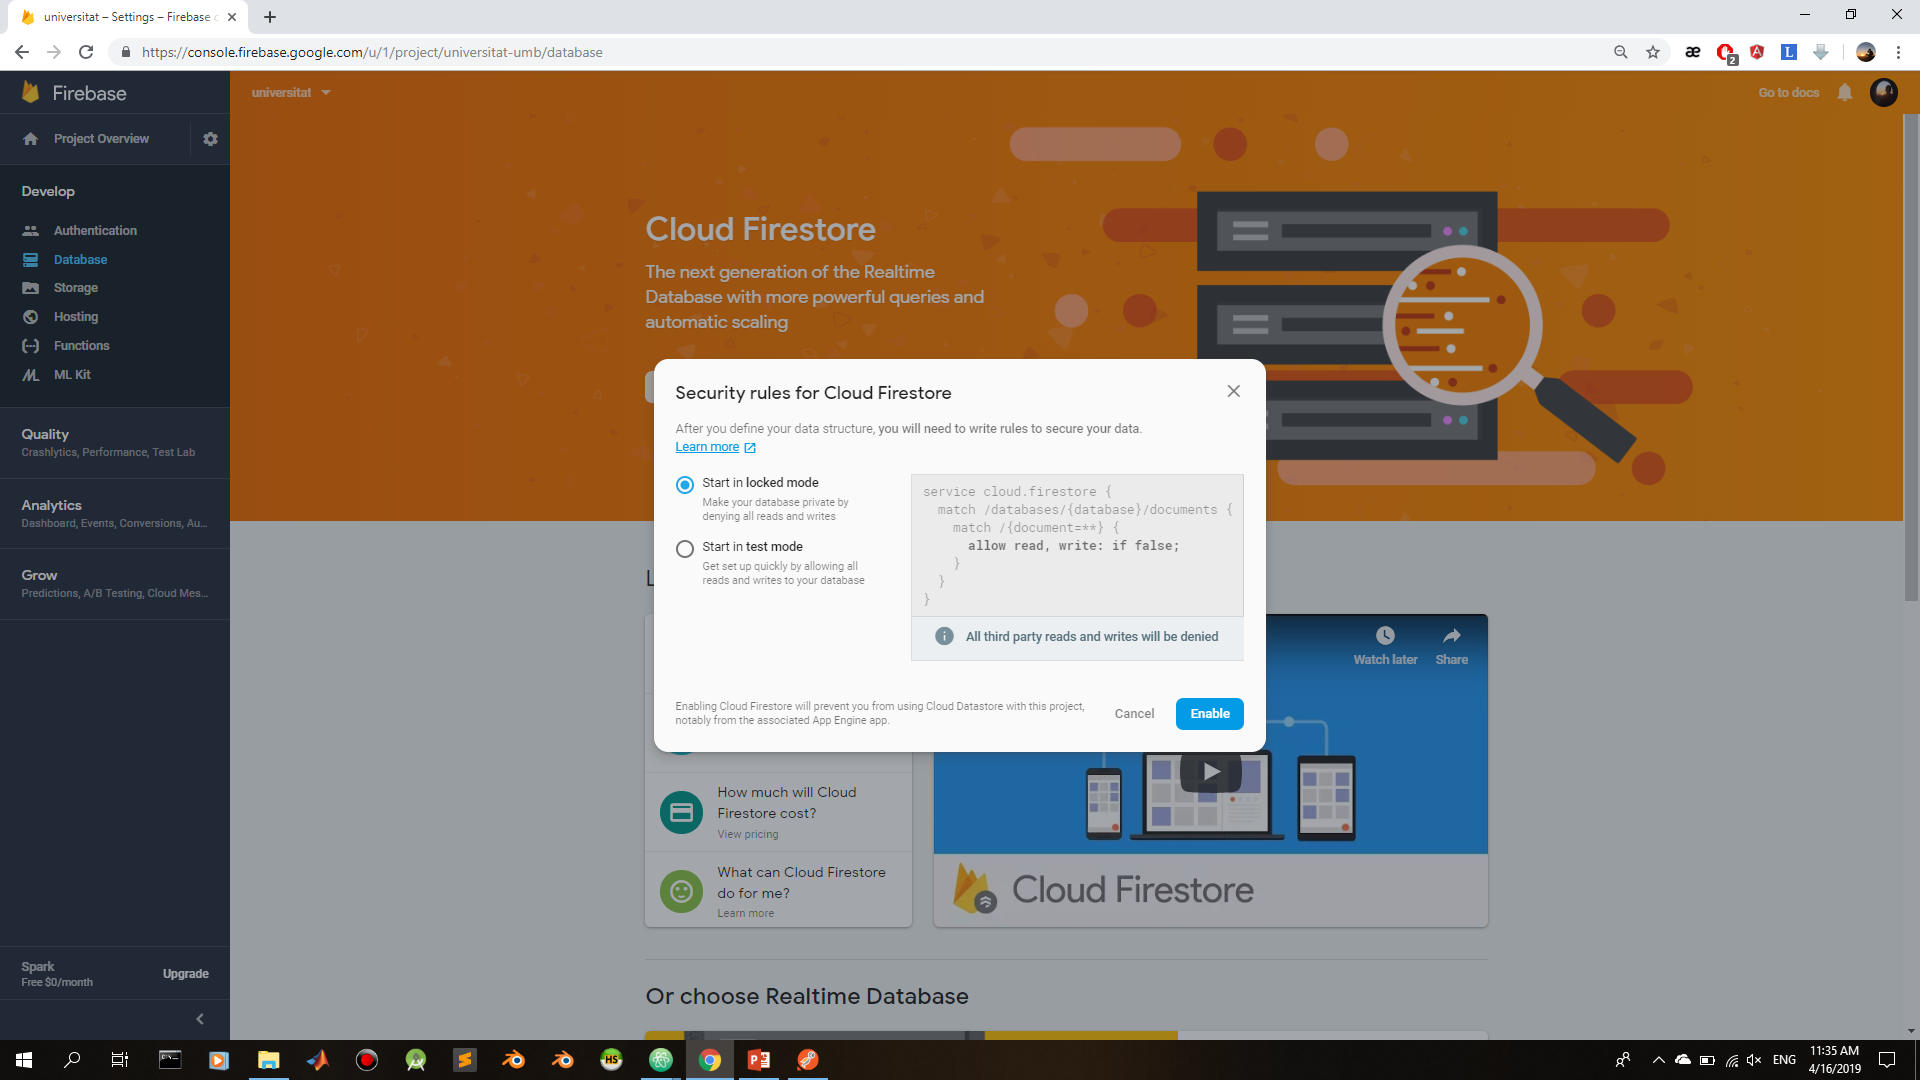 universitat – Settings – Firebase c
https://console.firebase.google.com/u/1/project/universitat-umb/database
2
L
Firebase
universitat
Go to docs
Project Overview
Develop
Authentication
Database
Storage
Hosting
Functions
ML Kit
Quality
Crashlytics, Performance, Test Lab
Analytics
Dashboard, Events, Conversions, Au...
Grow
Predictions, A/B Testing, Cloud Mes...
Spark
Free $0/month
Upgrade
Cloud Firestore
The next generation of the Realtime
Database with more powerful queries and
automatic scaling
Security rules for Cloud Firestore
After you define your data structure, you will need to write rules to secure your data.
Learn more
Start in locked mode
Make your database private by
denying all reads and writes
Start in test mode
Get set up quickly by allowing all
reads and writes to your database
service cloud.firestore {
match /databases/{database}/documents {
match /{document=**} {
allow read, write: if false;
}
}
}
All third party reads and writes will be denied
Enabling Cloud Firestore will prevent you from using Cloud Datastore with this project,
notably from the associated App Engine app.
Cancel
Enable
L
Watch later
Share
How much will Cloud
Firestore cost?
View pricing
What can Cloud Firestore
do for me?
Learn more
Cloud Firestore
Or choose Realtime Database
HS
ENG
11:35 AM
4/16/2019